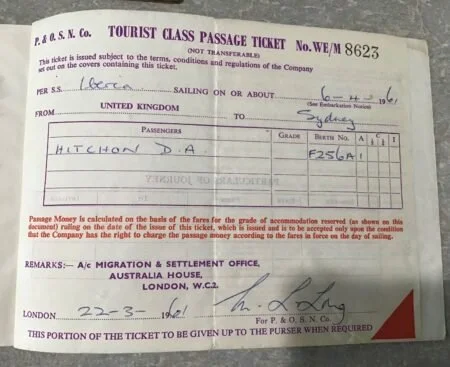 P. & O. S. N. Co. TOURIST CLASS PASSAGE TICKET No. WE/M 8623
(NOT TRANSFERABLE)
This ticket is issued subject to the terms, conditions and regulations of the Company
set out on the covers containing this ticket.
PER S.S. Iberia SAILING ON OR ABOUT 6-4- 1961
(See Embarkation Notice)
FROM UNITED KINGDOM TO Sydney
PASSENGERS GRADE BERTH NO. A C ½ ¼ I
HITCHON D.A F256A 1
Passage Money is calculated on the basis of the fares for the grade of accommodation reserved (as shown on this
document) ruling on the date of the issue of this ticket, which is issued and is to be accepted only upon the condition
that the Company has the right to charge the passage money according to the fares in force on the day of sailing.
REMARKS:— A/c MIGRATION & SETTLEMENT OFFICE,
AUSTRALIA HOUSE,
LONDON, W.C.2.
LONDON 22-3- 1961
For P. & O. S. N. Co.
THIS PORTION OF THE TICKET TO BE GIVEN UP TO THE PURSER WHEN REQUIRED